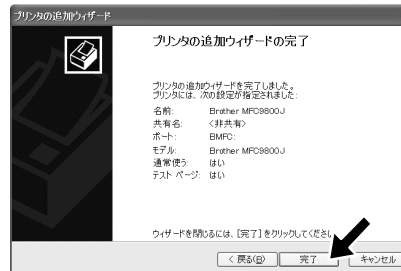 プリンタの追加ウィザード
プリンタの追加ウィザードの完了
プリンタの追加ウィザードを完了しました。
プリンタには、次の設定が指定されました:
名前: Brother MFC9800J
共有名: <非共有>
ポート: BMFC:
モデル: Brother MFC9800J
通常使う: はい
テスト ページ: はい
ウィザードを閉じるには、[完了] をクリックしてくださ
< 戻る(B) 完了 キャンセル